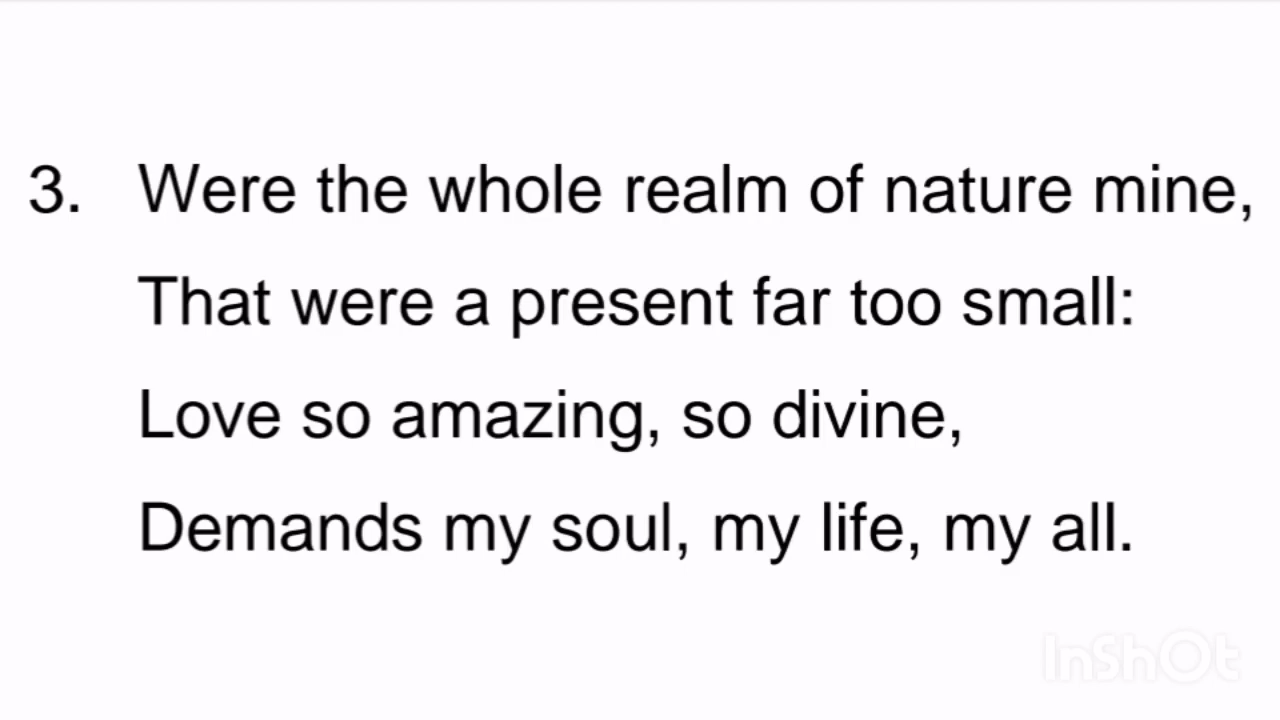 3. Were the whole realm of nature mine,
That were a present far too small:
Love so amazing, so divine,
Demands my soul, my life, my all.
InShOt